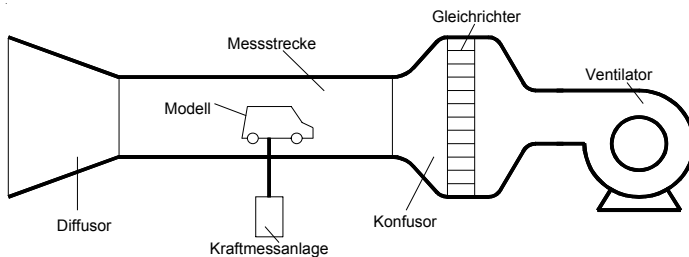 Gleichrichter
Messstrecke
Ventilator
Modell
Diffusor
Konfusor
Kraftmessanlage